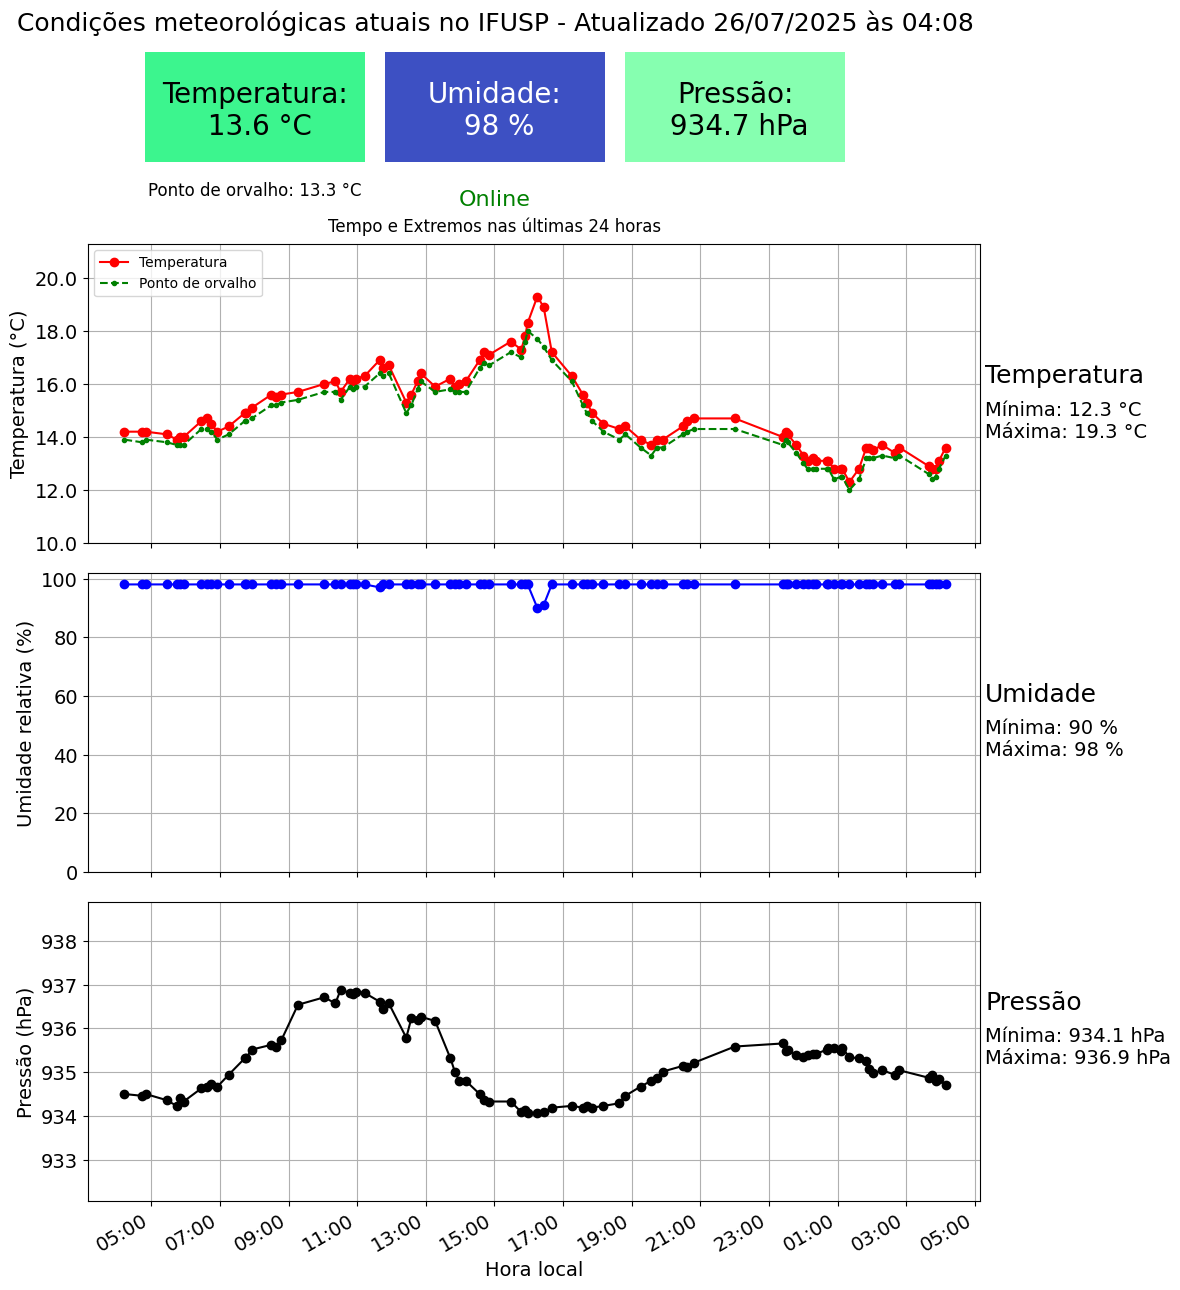 Condições meteorológicas atuais no IFUSP - Atualizado 26/07/2025 às 04:08
Temperatura:
13.6 °C
Umidade:
98 %
Pressão:
934.7 hPa
Ponto de orvalho: 13.3 °C
Online
Tempo e Extremos nas últimas 24 horas
Temperatura
Ponto de orvalho
Temperatura (°C)
20.0
18.0
16.0
14.0
12.0
10.0
Temperatura
Mínima: 12.3 °C
Máxima: 19.3 °C
Umidade relativa (%)
100
80
60
40
20
0
Umidade
Mínima: 90 %
Máxima: 98 %
Pressão (hPa)
938
937
936
935
934
933
Pressão
Mínima: 934.1 hPa
Máxima: 936.9 hPa
05:00 07:00 09:00 11:00 13:00 15:00 17:00 19:00 21:00 23:00 01:00 03:00 05:00
Hora local